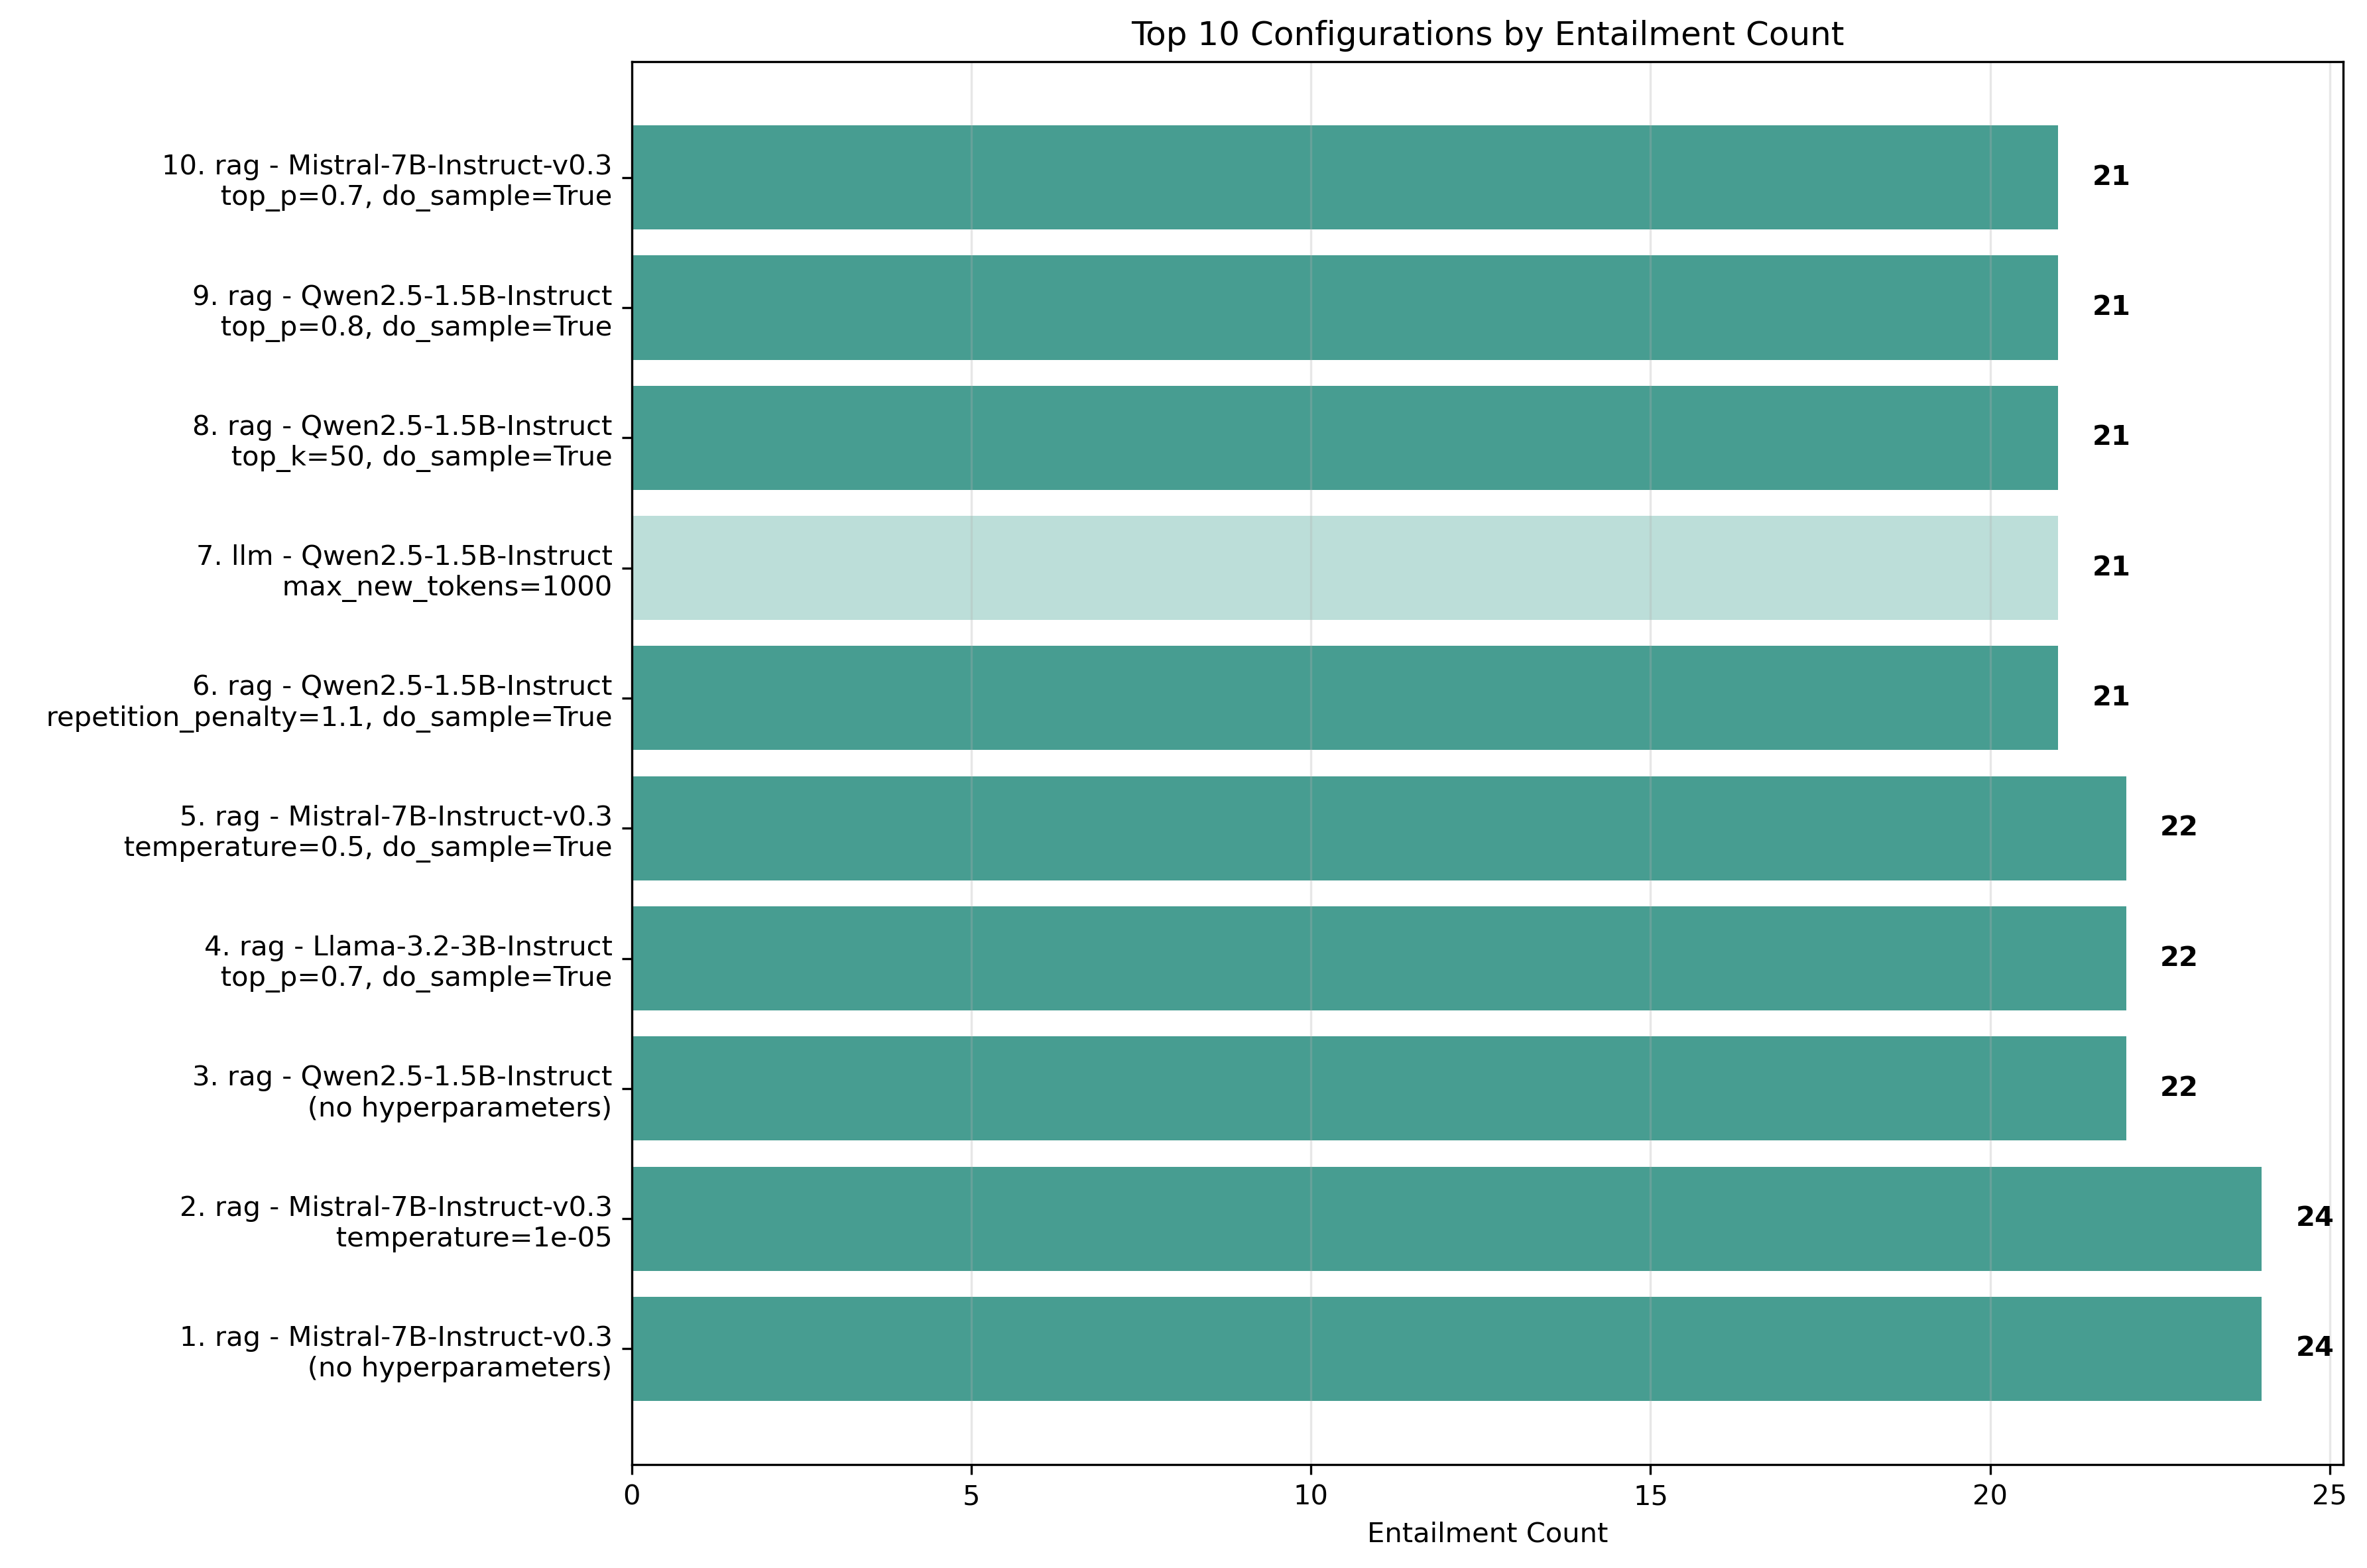 Top 10 Configurations by Entailment Count
10. rag - Mistral-7B-Instruct-v0.3
top_p=0.7, do_sample=True
21
9. rag - Qwen2.5-1.5B-Instruct
top_p=0.8, do_sample=True
21
8. rag - Qwen2.5-1.5B-Instruct
top_k=50, do_sample=True
21
7. llm - Qwen2.5-1.5B-Instruct
max_new_tokens=1000
21
6. rag - Qwen2.5-1.5B-Instruct
repetition_penalty=1.1, do_sample=True
21
5. rag - Mistral-7B-Instruct-v0.3
temperature=0.5, do_sample=True
22
4. rag - Llama-3.2-3B-Instruct
top_p=0.7, do_sample=True
22
3. rag - Qwen2.5-1.5B-Instruct
(no hyperparameters)
22
2. rag - Mistral-7B-Instruct-v0.3
temperature=1e-05
24
1. rag - Mistral-7B-Instruct-v0.3
(no hyperparameters)
24
0 5 10 15 20 25
Entailment Count